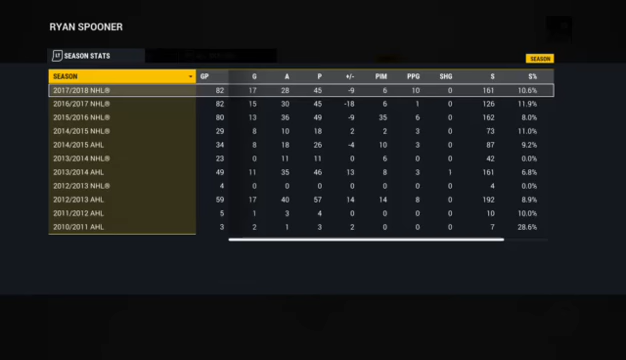 RYAN SPOONER
LT SEASON STATS
SEASON
SEASON GP G A P +/- PIM PPG SHG S S%
2017/2018 NHL® 82 17 28 45 -9 6 10 0 161 10.6%
2016/2017 NHL® 82 15 30 45 -18 6 1 0 126 11.9%
2015/2016 NHL® 80 13 36 49 -9 35 6 0 162 8.0%
2014/2015 NHL® 29 8 10 18 2 2 3 0 73 11.0%
2014/2015 AHL 34 8 18 26 -4 10 3 0 87 9.2%
2013/2014 NHL® 23 0 11 11 0 6 0 0 42 0.0%
2013/2014 AHL 49 11 35 46 13 8 3 1 161 6.8%
2012/2013 NHL® 4 0 0 0 0 0 0 0 4 0.0%
2012/2013 AHL 59 17 40 57 14 14 8 0 192 8.9%
2011/2012 AHL 5 1 3 4 0 0 0 0 10 10.0%
2010/2011 AHL 3 2 1 3 2 0 0 0 7 28.6%